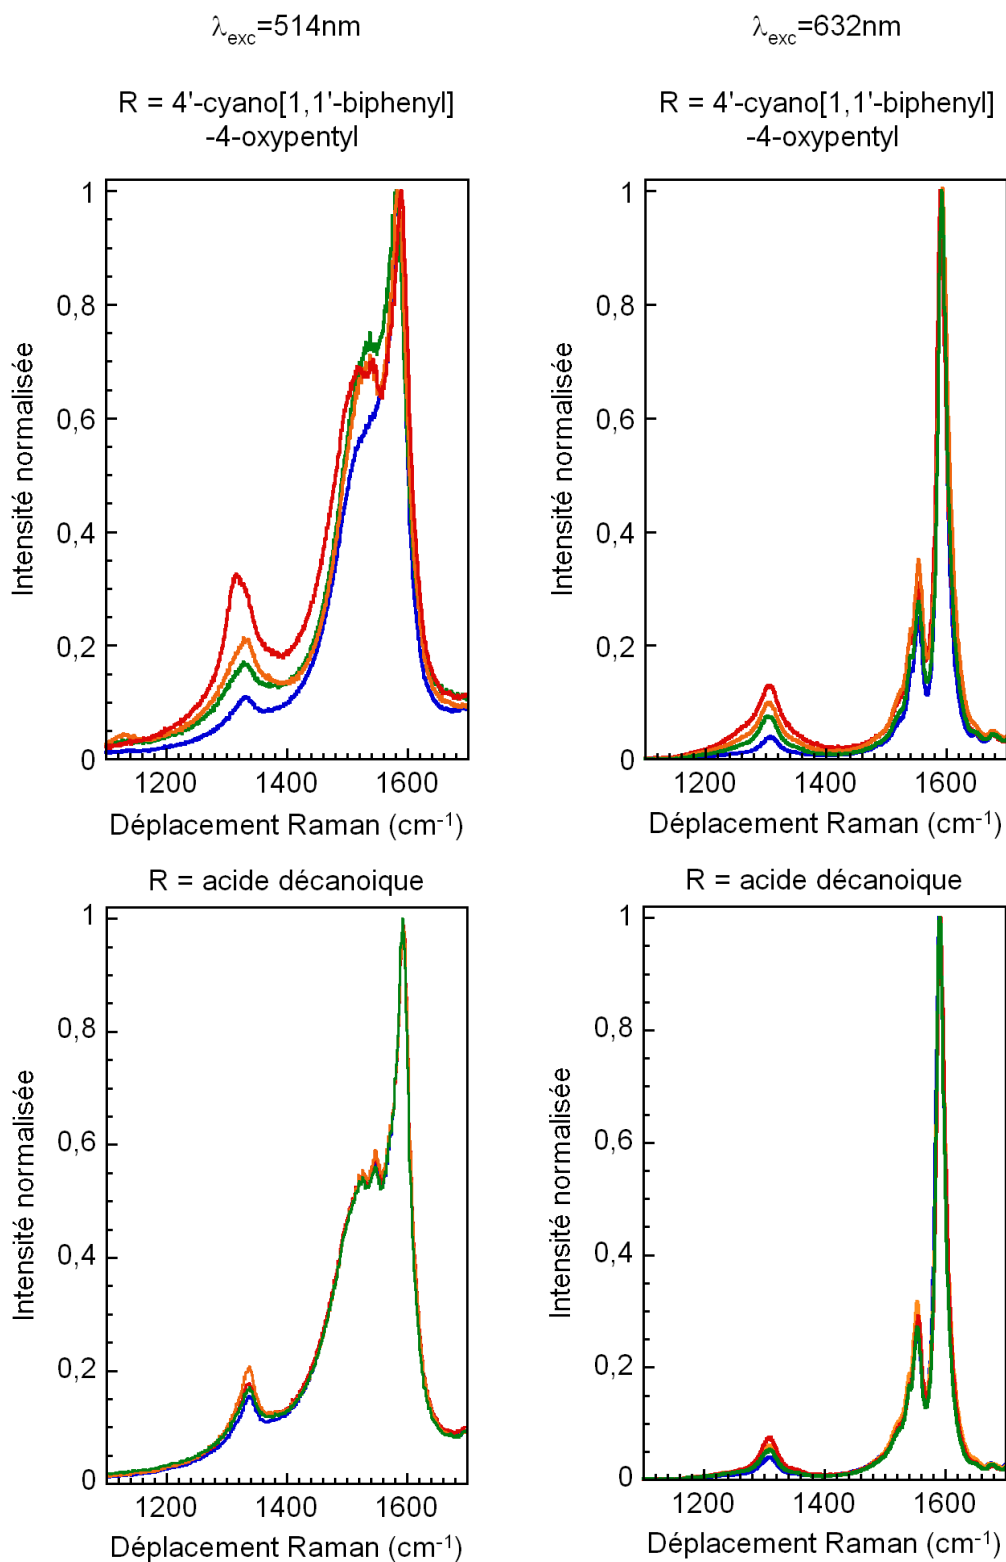 λexc=514nm
λexc=632nm
R = 4'-cyano[1,1'-biphenyl]
-4-oxypentyl
R = 4'-cyano[1,1'-biphenyl]
-4-oxypentyl
Intensité normalisée
1
0,8
0,6
0,4
0,2
0
1200 1400 1600
Déplacement Raman (cm-1)
Intensité normalisée
1
0,8
0,6
0,4
0,2
0
1200 1400 1600
Déplacement Raman (cm-1)
R = acide décanoique
R = acide décanoique
Intensité normalisée
1
0,8
0,6
0,4
0,2
0
1200 1400 1600
Déplacement Raman (cm-1)
Intensité normalisée
1
0,8
0,6
0,4
0,2
0
1200 1400 1600
Déplacement Raman (cm-1)